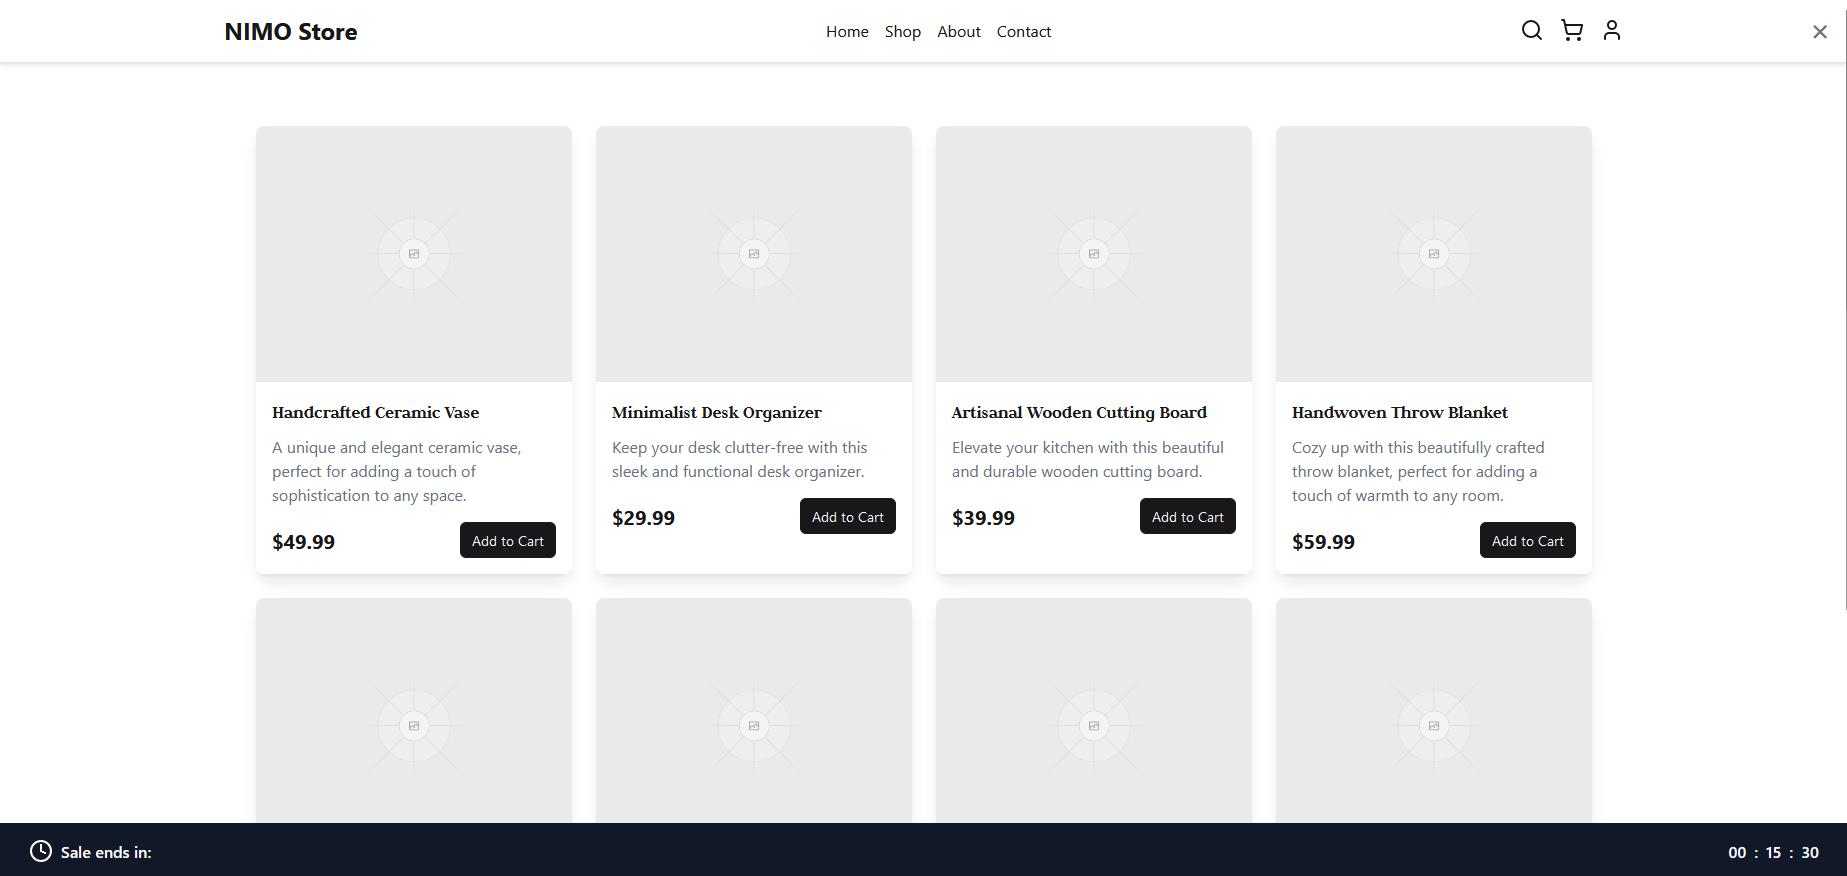 NIMO Store
Home Shop About Contact
Handcrafted Ceramic Vase
A unique and elegant ceramic vase,
perfect for adding a touch of
sophistication to any space.
$49.99
Add to Cart
Minimalist Desk Organizer
Keep your desk clutter-free with this
sleek and functional desk organizer.
$29.99
Add to Cart
Artisanal Wooden Cutting Board
Elevate your kitchen with this beautiful
and durable wooden cutting board.
$39.99
Add to Cart
Handwoven Throw Blanket
Cozy up with this beautifully crafted
throw blanket, perfect for adding a
touch of warmth to any room.
$59.99
Add to Cart
Sale ends in:
00 : 15 : 30